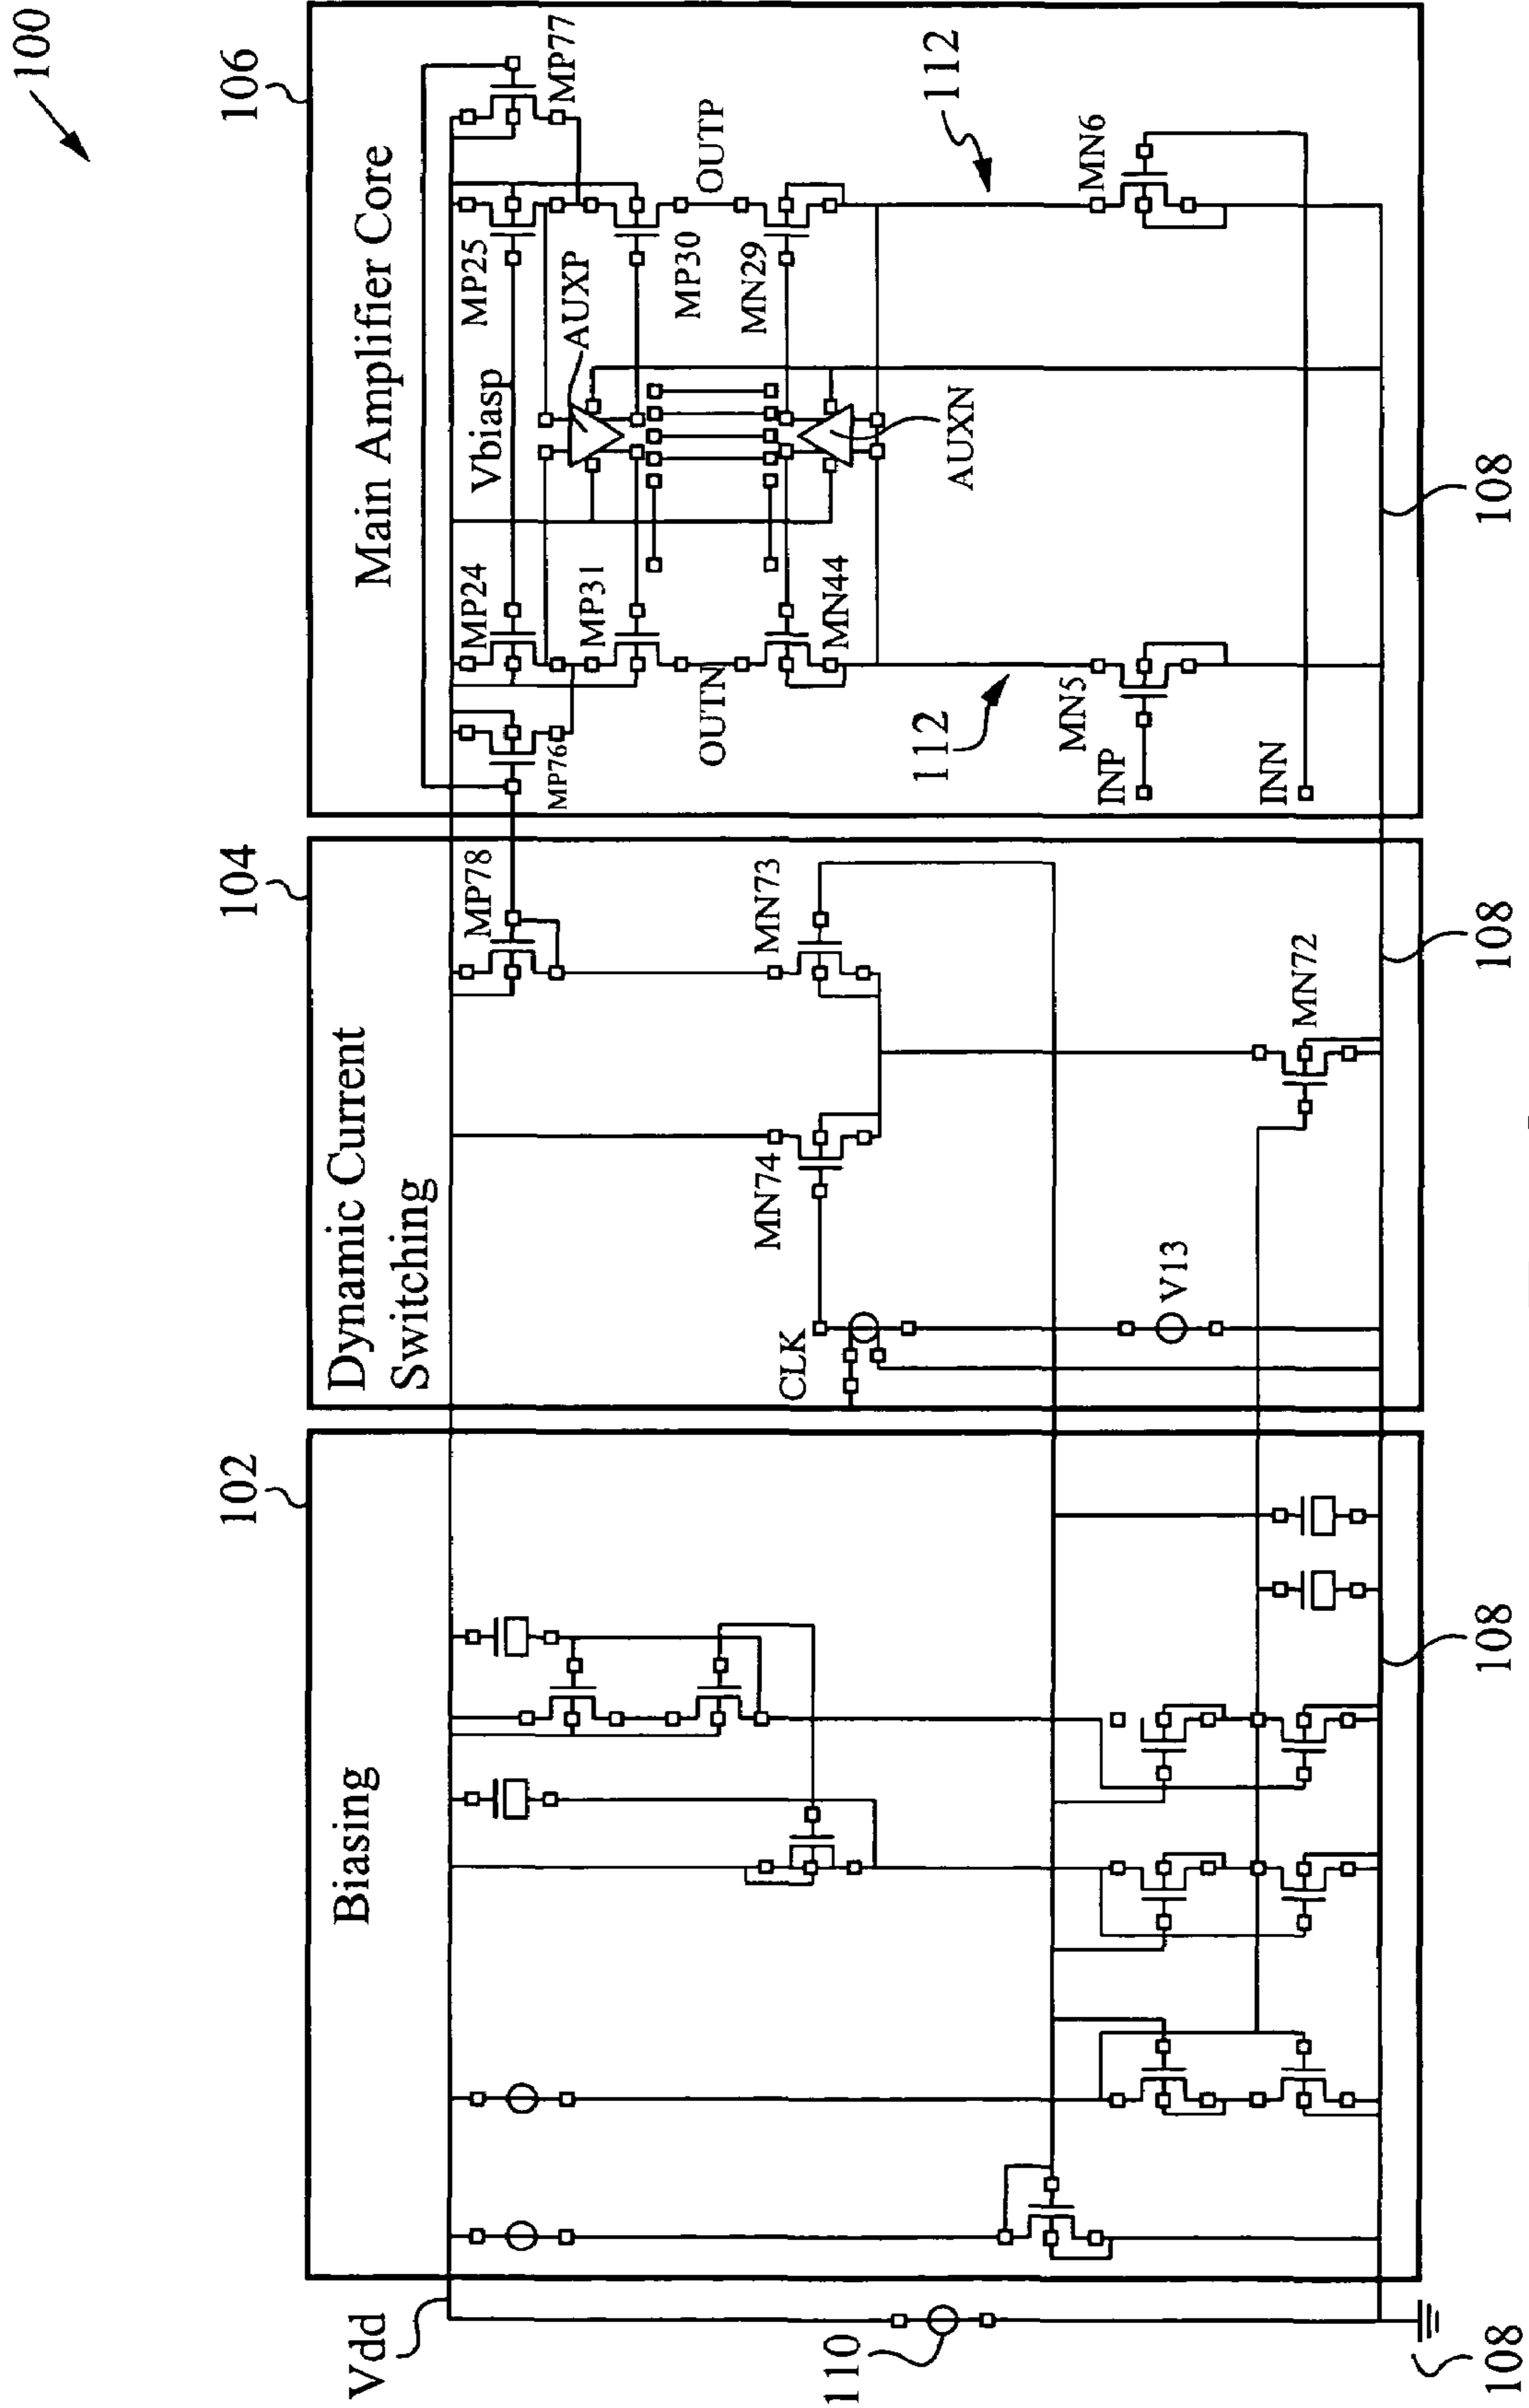 100
102
104
106
Biasing
Dynamic Current
Switching
Main Amplifier Core
Vdd
110
108
108
108
108
CLK
V13
MN74
MN73
MP78
MN72
MP76
MP77
MP24
MP25
Vbiasp
AUXP
MP31
MP30
OUTN
OUTP
MN44
MN29
AUXN
112
112
MN5
MN6
INP
INN